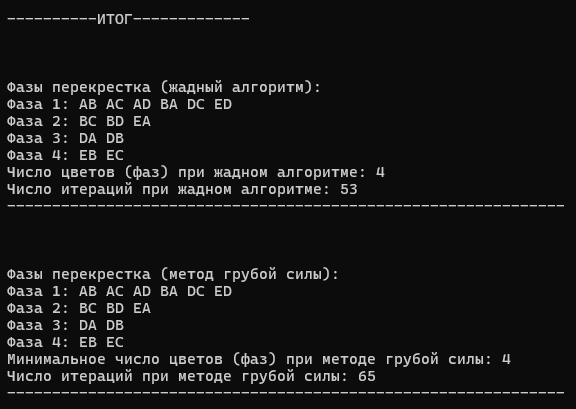 ----------ИТОГ-------------
Фазы перекрестка (жадный алгоритм):
Фаза 1: AB AC AD BA DC ED
Фаза 2: BC BD EA
Фаза 3: DA DB
Фаза 4: EB EC
Число цветов (фаз) при жадном алгоритме: 4
Число итераций при жадном алгоритме: 53
--------------------------------------------------------------
Фазы перекрестка (метод грубой силы):
Фаза 1: AB AC AD BA DC ED
Фаза 2: BC BD EA
Фаза 3: DA DB
Фаза 4: EB EC
Минимальное число цветов (фаз) при методе грубой силы: 4
Число итераций при методе грубой силы: 65
--------------------------------------------------------------